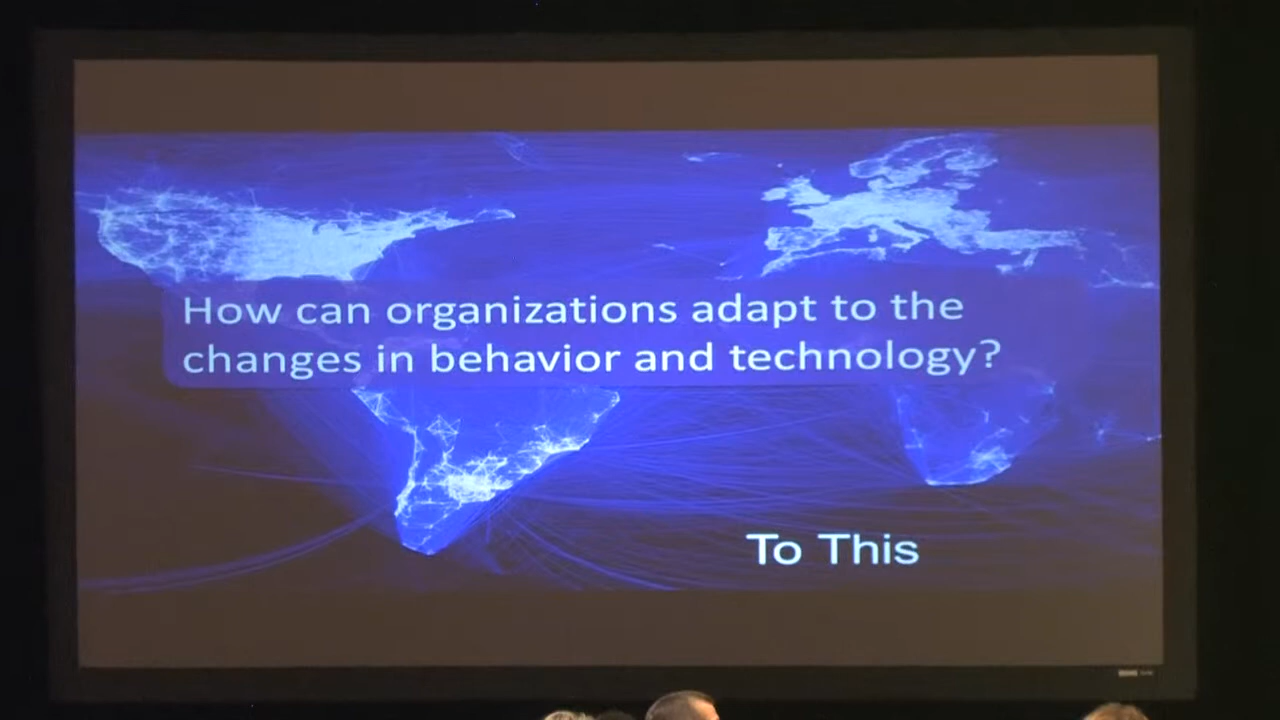 How can organizations adapt to the
changes in behavior and technology?
To This